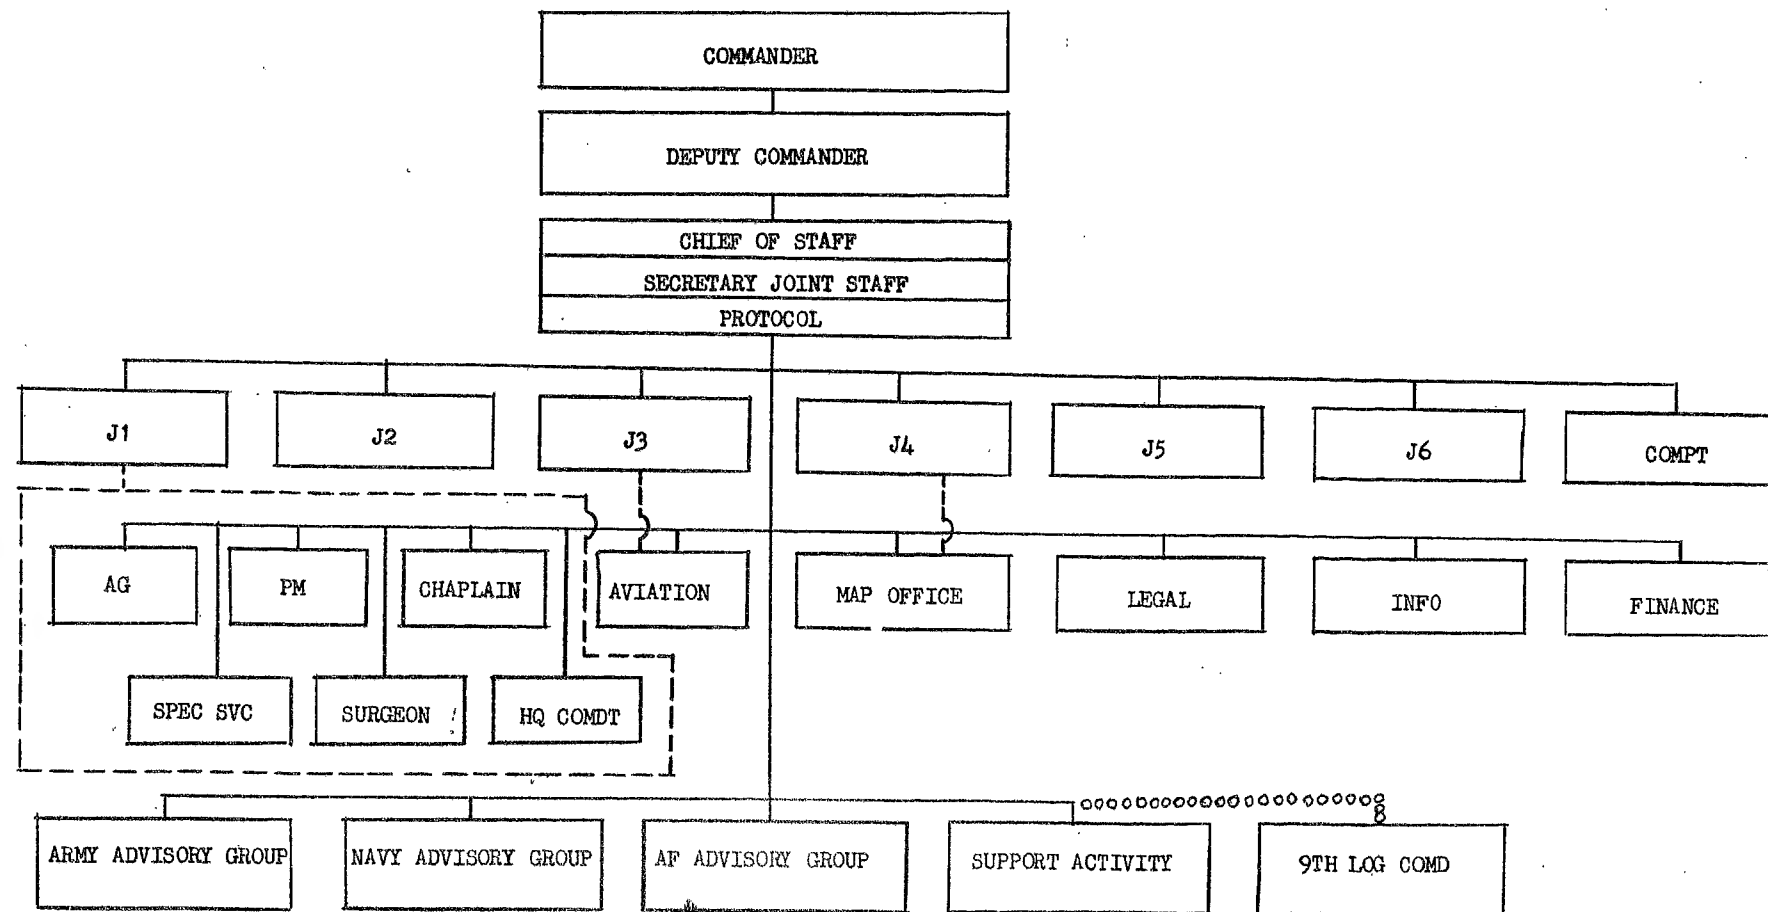 COMMANDER
DEPUTY COMMANDER
CHIEF OF STAFF
SECRETARY JOINT STAFF
PROTOCOL
J1
J2
J3
J4
J5
J6
COMPT
AG
PM
CHAPLAIN
AVIATION
MAP OFFICE
LEGAL
INFO
FINANCE
SPEC SVC
SURGEON
HQ COMDT
ARMY ADVISORY GROUP
NAVY ADVISORY GROUP
AF ADVISORY GROUP
SUPPORT ACTIVITY
9TH LOG COMD